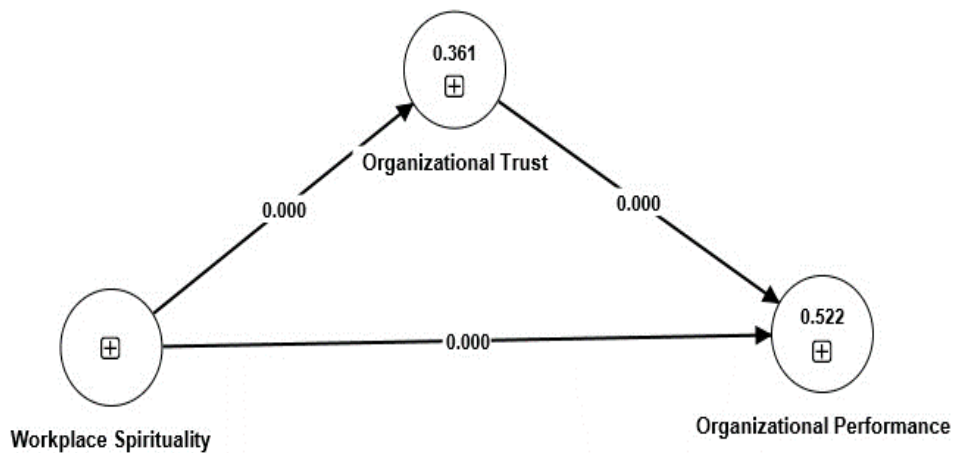 0.361
Organizational Trust
0.000
0.000
0.522
0.000
Organizational Performance
Workplace Spirituality